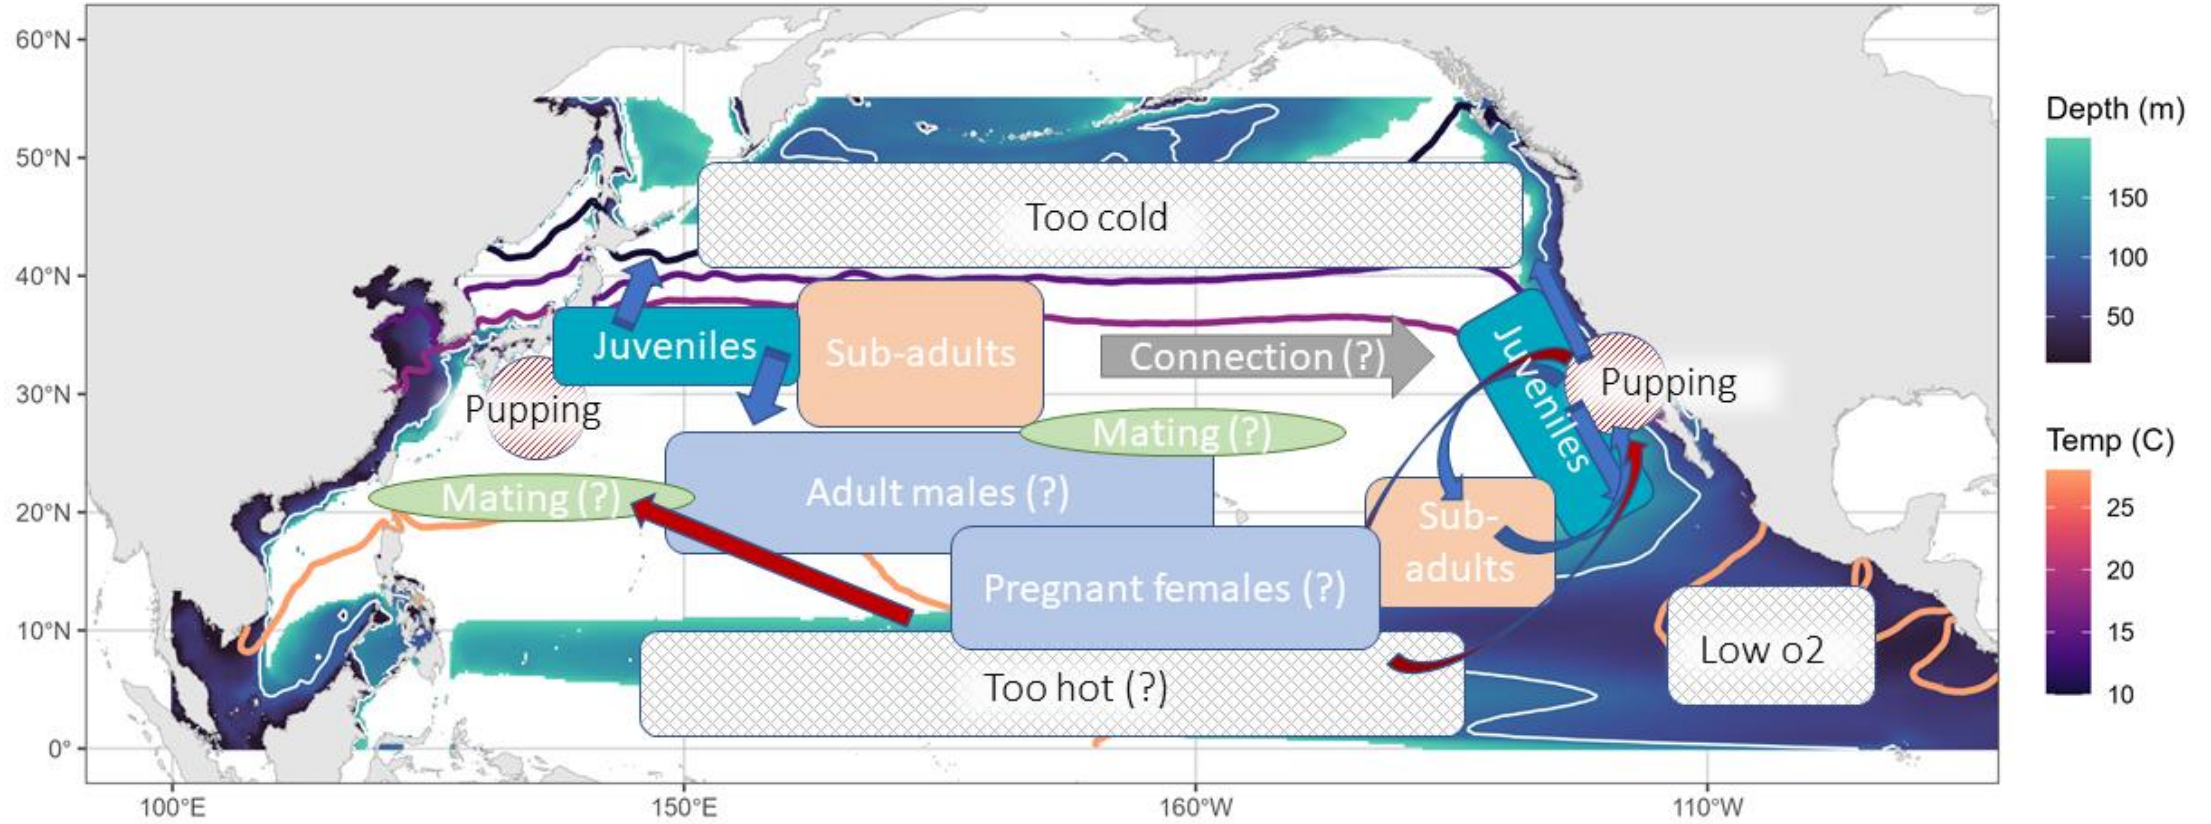 60°N
50°N
40°N
30°N
20°N
10°N
0°
100°E
150°E
160°W
110°W
Too cold
Juveniles
Sub-adults
Connection (?)
Juveniles
Pupping
Pupping
Mating (?)
Mating (?)
Adult males (?)
Sub-
adults
Pregnant females (?)
Low o2
Too hot (?)
Depth (m)
150
100
50
Temp (C)
25
20
15
10